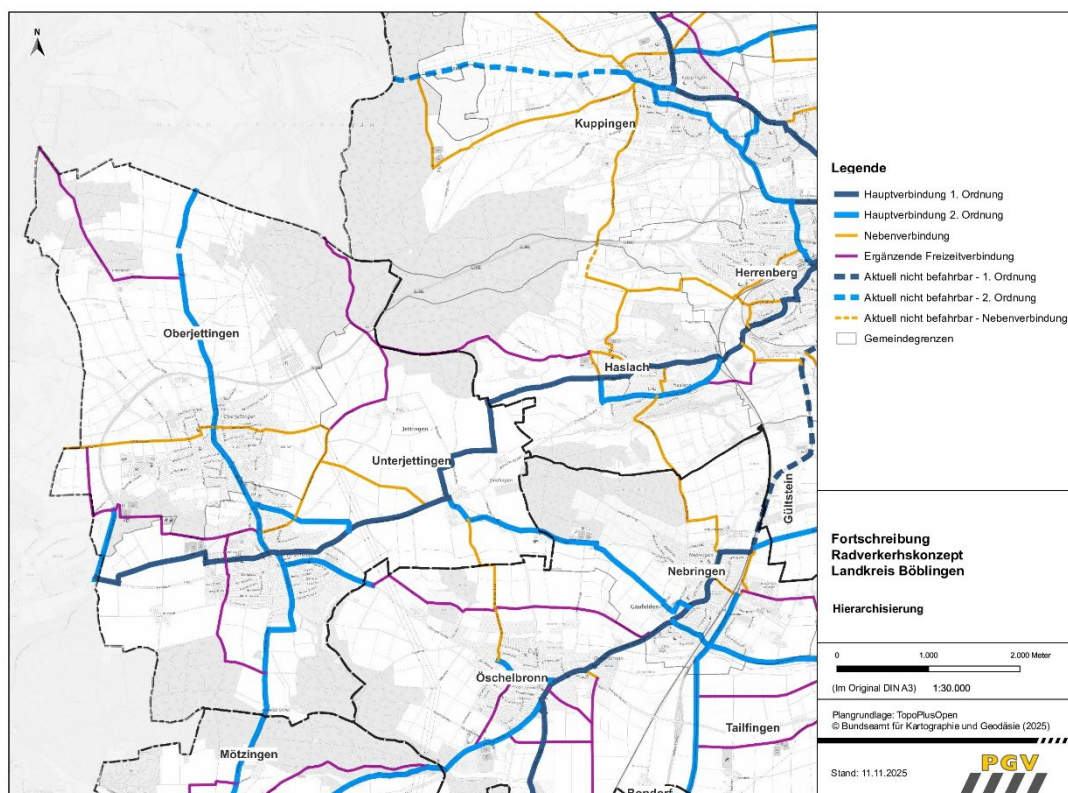 N
Kuppingen
Herrenberg
Oberjettingen
Haslach
Jettingen
Unterjettingen
Gültstein
Nebringen
Gäufelden
Öschelbronn
Tailfingen
Mötzingen
Bondorf
Legende
Hauptverbindung 1. Ordnung
Hauptverbindung 2. Ordnung
Nebenverbindung
Ergänzende Freizeitverbindung
Aktuell nicht befahrbar - 1. Ordnung
Aktuell nicht befahrbar - 2. Ordnung
Aktuell nicht befahrbar - Nebenverbindung
Gemeindegrenzen
Fortschreibung
Radverkerhskonzept
Landkreis Böblingen
Hierarchisierung
0 1.000 2.000 Meter
(Im Original DIN A3) 1:30.000
Plangrundlage: TopoPlusOpen
© Bundesamt für Kartographie und Geodäsie (2025)
Stand: 11.11.2025
PGV